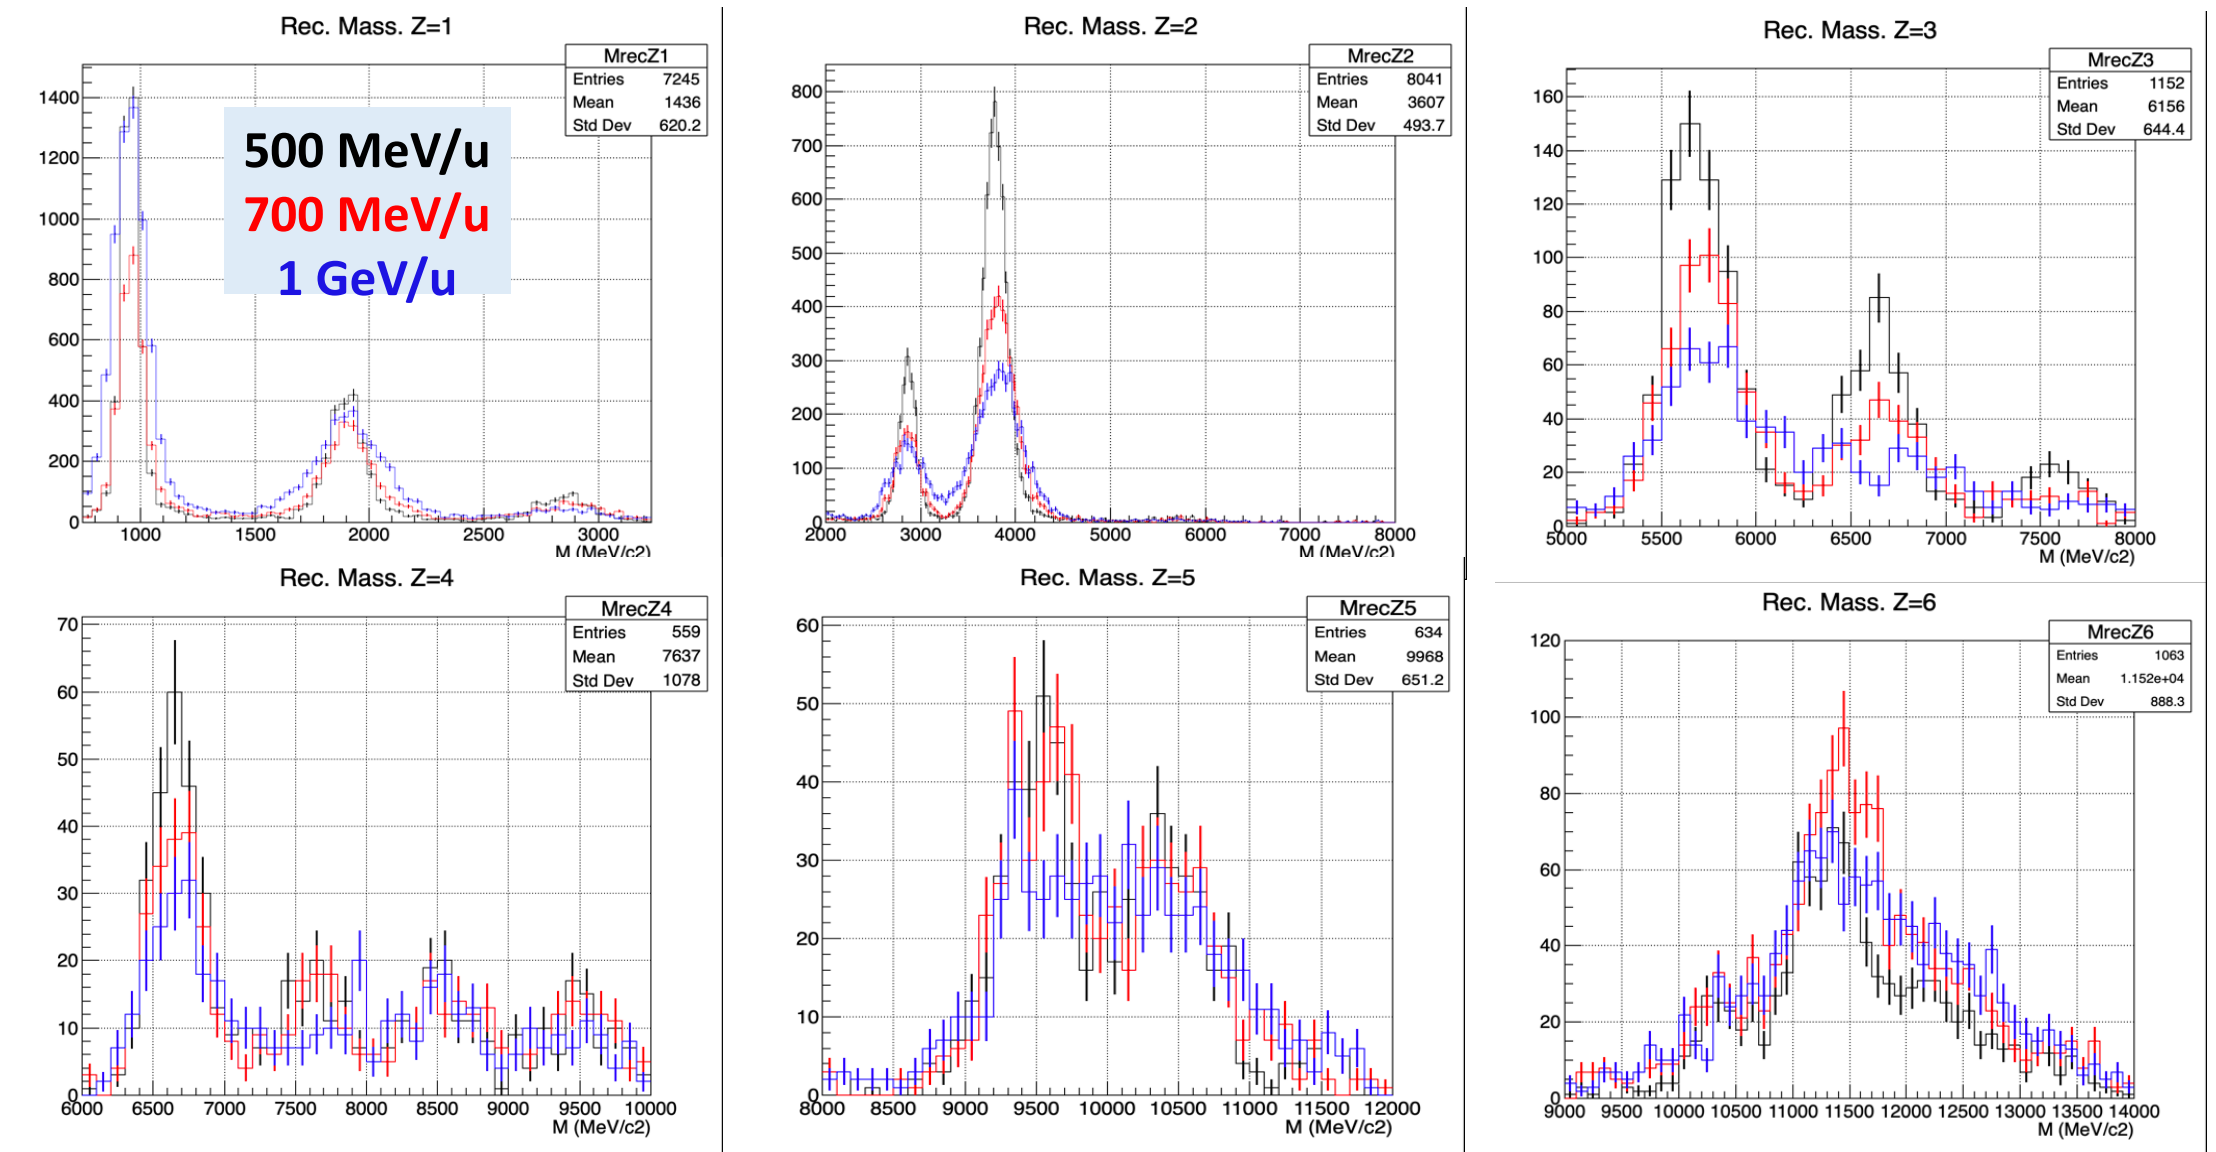 Rec. Mass. Z=1
MrecZ1
Entries 7245
Mean 1436
Std Dev 620.2
500 MeV/u
700 MeV/u
1 GeV/u
1400
1200
1000
800
600
400
200
0
1000 1500 2000 2500 3000
M (MeV/c2)
Rec. Mass. Z=2
MrecZ2
Entries 8041
Mean 3607
Std Dev 493.7
800
700
600
500
400
300
200
100
0
2000 3000 4000 5000 6000 7000 8000
M (MeV/c2)
Rec. Mass. Z=3
MrecZ3
Entries 1152
Mean 6156
Std Dev 644.4
160
140
120
100
80
60
40
20
0
5000 5500 6000 6500 7000 7500 8000
M (MeV/c2)
Rec. Mass. Z=4
MrecZ4
Entries 559
Mean 7637
Std Dev 1078
70
60
50
40
30
20
10
0
6000 6500 7000 7500 8000 8500 9000 9500 10000
M (MeV/c2)
Rec. Mass. Z=5
MrecZ5
Entries 634
Mean 9968
Std Dev 651.2
60
50
40
30
20
10
0
8000 8500 9000 9500 10000 10500 11000 11500 12000
M (MeV/c2)
Rec. Mass. Z=6
MrecZ6
Entries 1063
Mean 1.152e+04
Std Dev 888.3
120
100
80
60
40
20
0
9000 9500 10000 10500 11000 11500 12000 12500 13000 13500 14000
M (MeV/c2)